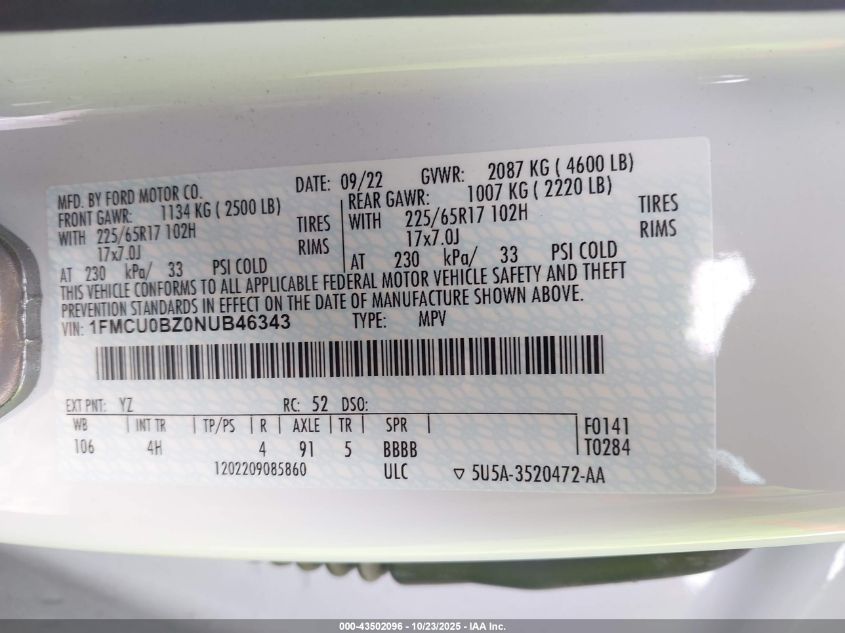 MFD. BY FORD MOTOR CO. DATE: 09/22 GVWR: 2087 KG ( 4600 LB)
FRONT GAWR: 1134 KG ( 2500 LB) REAR GAWR: 1007 KG ( 2220 LB)
WITH 225/65R17 102H TIRES WITH 225/65R17 102H TIRES
17x7.0J RIMS 17x7.0J RIMS
AT 230 kPa/ 33 PSI COLD AT 230 kPa/ 33 PSI COLD
THIS VEHICLE CONFORMS TO ALL APPLICABLE FEDERAL MOTOR VEHICLE SAFETY AND THEFT
PREVENTION STANDARDS IN EFFECT ON THE DATE OF MANUFACTURE SHOWN ABOVE.
VIN: 1FMCU0BZ0NUB46343 TYPE: MPV
EXT PNT: YZ RC: 52 DSO:
WB INT TR TP/PS R AXLE TR SPR F0141
106 4H 4 91 5 BBBB T0284
1202209085860 ULC ▽ 5U5A-3520472-AA
000-43502096 - 10/23/2025 - IAA Inc.